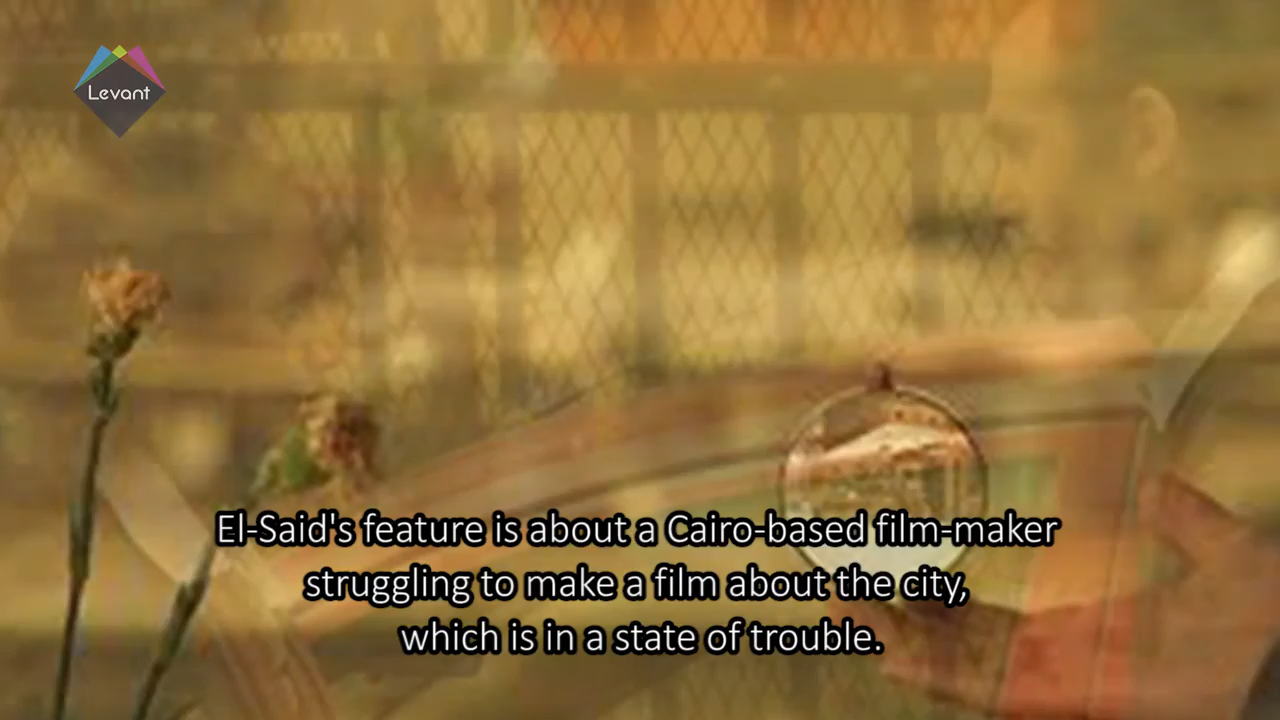 Levant
El-Said's feature is about a Cairo-based film-maker
struggling to make a film about the city,
which is in a state of trouble.